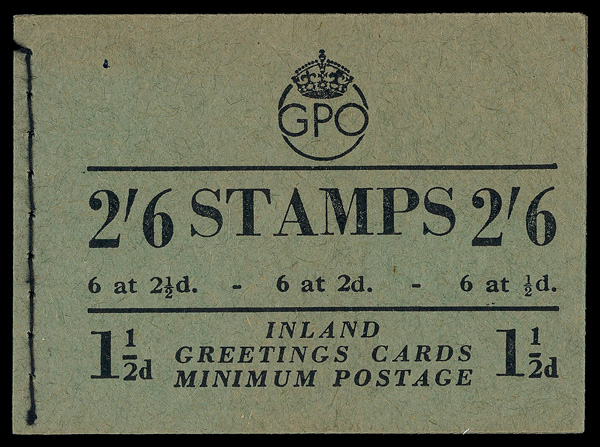 GPO
2/6 STAMPS 2/6
6 at 2½d. - 6 at 2d. - 6 at ½d.
1½d INLAND GREETINGS CARDS MINIMUM POSTAGE 1½d